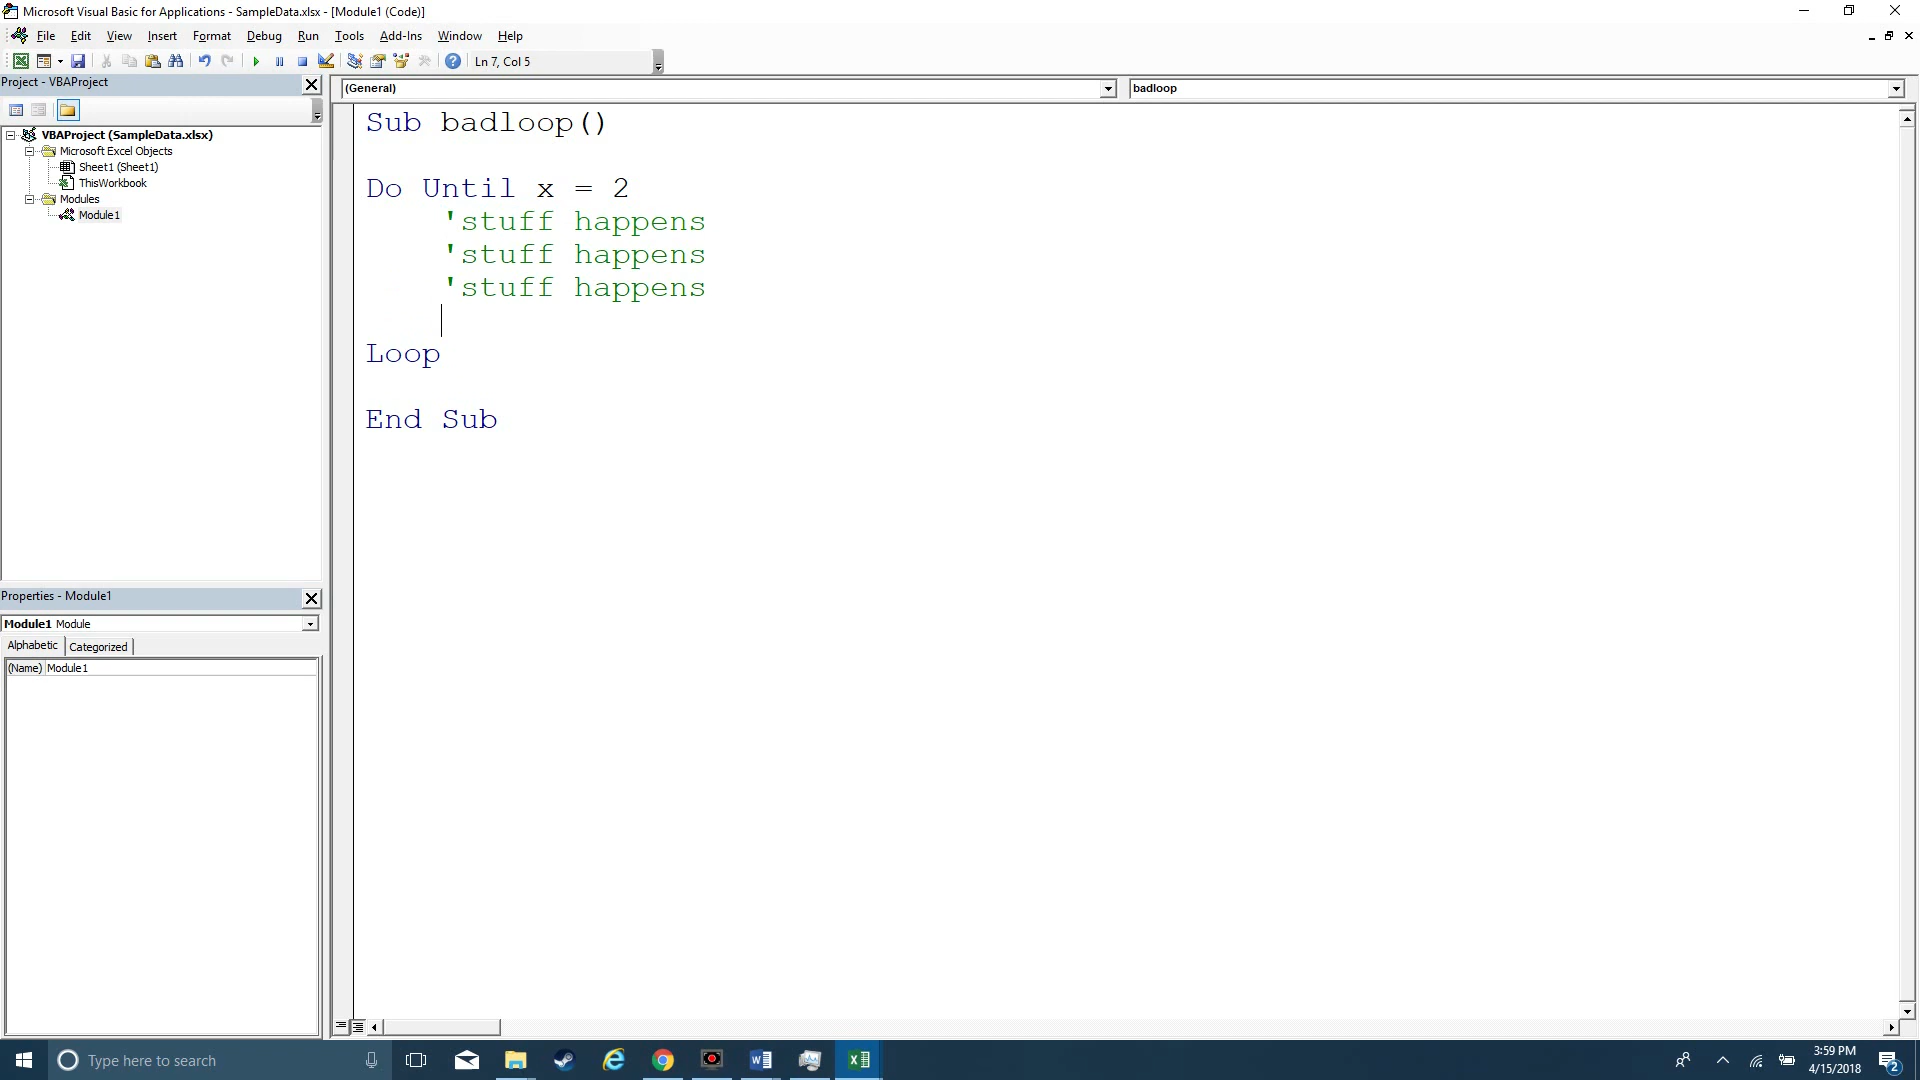 Microsoft Visual Basic for Applications - SampleData.xlsx - [Module1 (Code)]
File Edit View Insert Format Debug Run Tools Add-Ins Window Help
Ln 7, Col 5
Project - VBAProject
(General)
badloop
VBAProject (SampleData.xlsx)
Microsoft Excel Objects
Sheet1 (Sheet1)
ThisWorkbook
Modules
Module1
Sub badloop()
Do Until x = 2
'stuff happens
'stuff happens
'stuff happens
Loop
End Sub
Properties - Module1
Module1 Module
Alphabetic Categorized
(Name) Module1
Type here to search
3:59 PM
4/15/2018
2